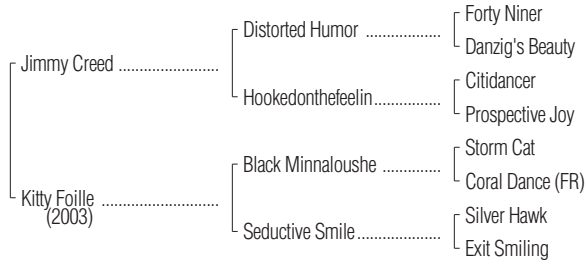 Forty Niner
Distorted Humor ..................
Danzig's Beauty
Jimmy Creed .......................
Citidancer
Hookedonthefeelin................
Prospective Joy
Storm Cat
Black Minnaloushe ................
Coral Dance (FR)
Kitty Foille ...........................
(2003)
Silver Hawk
Seductive Smile...................
Exit Smiling